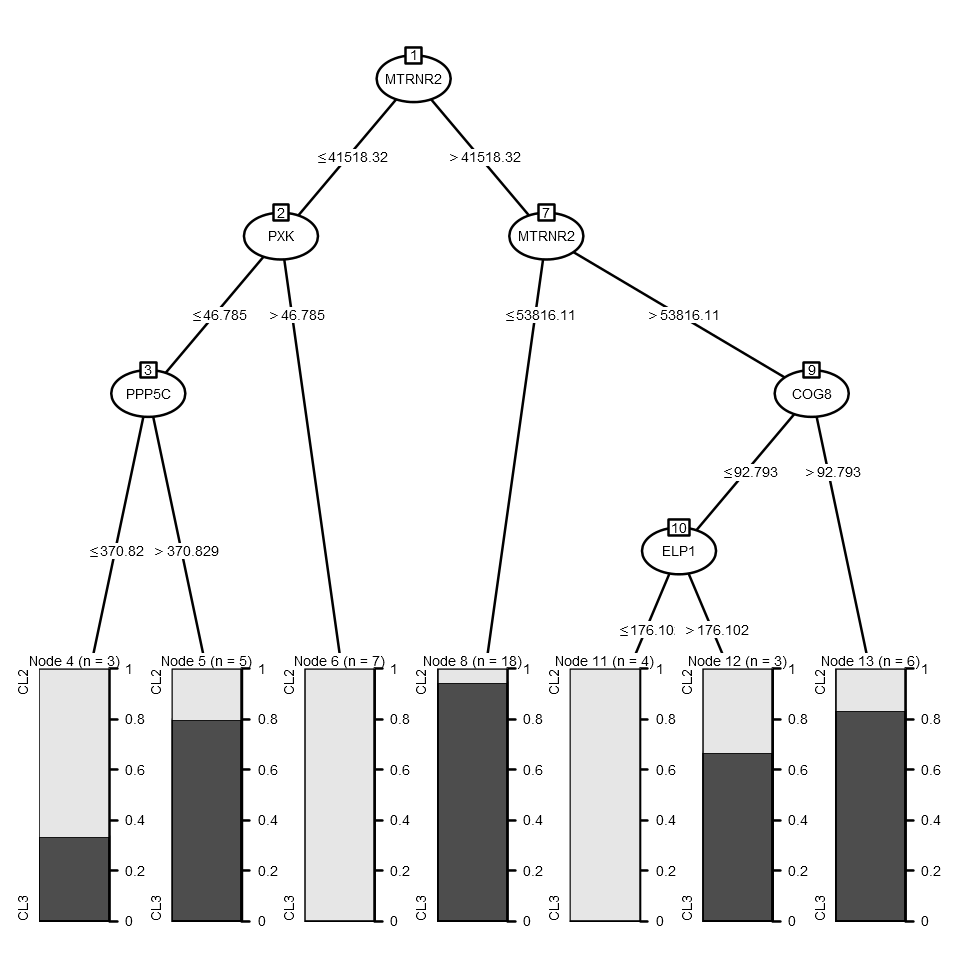 1
MTRNR2
≤41518.32 > 41518.32
2 7
PXK MTRNR2
≤46.785 > 46.785 ≤53816.11 > 53816.11
3 9
PPP5C COG8
≤92.793 > 92.793
10
≤370.82 > 370.829 ELP1
≤176.10 > 176.102
Node 4 (n = 3) Node 5 (n = 5) Node 6 (n = 7) Node 8 (n = 18) Node 11 (n = 4) Node 12 (n = 3) Node 13 (n = 6)
CL2 1 CL2 1 CL2 1 CL2 1 CL2 1 CL2 1 CL2 1
0.8 0.8 0.8 0.8 0.8 0.8 0.8
0.6 0.6 0.6 0.6 0.6 0.6 0.6
0.4 0.4 0.4 0.4 0.4 0.4 0.4
0.2 0.2 0.2 0.2 0.2 0.2 0.2
CL3 0 CL3 0 CL3 0 CL3 0 CL3 0 CL3 0 CL3 0